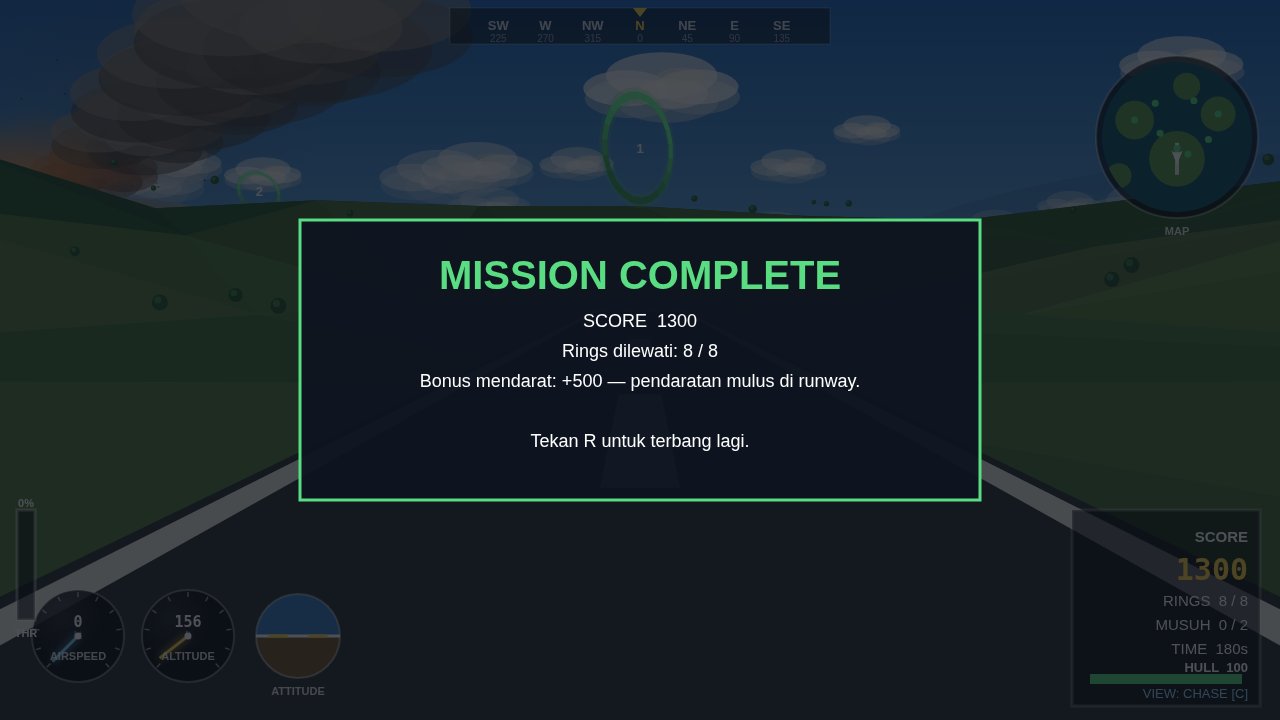 SW W NW N NE E SE
225 270 315 0 45 90 135
1
2
MAP
MISSION COMPLETE
SCORE 1300
Rings dilewati: 8 / 8
Bonus mendarat: +500 — pendaratan mulus di runway.
Tekan R untuk terbang lagi.
0%
THR
0
AIRSPEED
156
ALTITUDE
ATTITUDE
SCORE
1300
RINGS 8 / 8
MUSUH 0 / 2
TIME 180s
HULL 100
VIEW: CHASE [C]